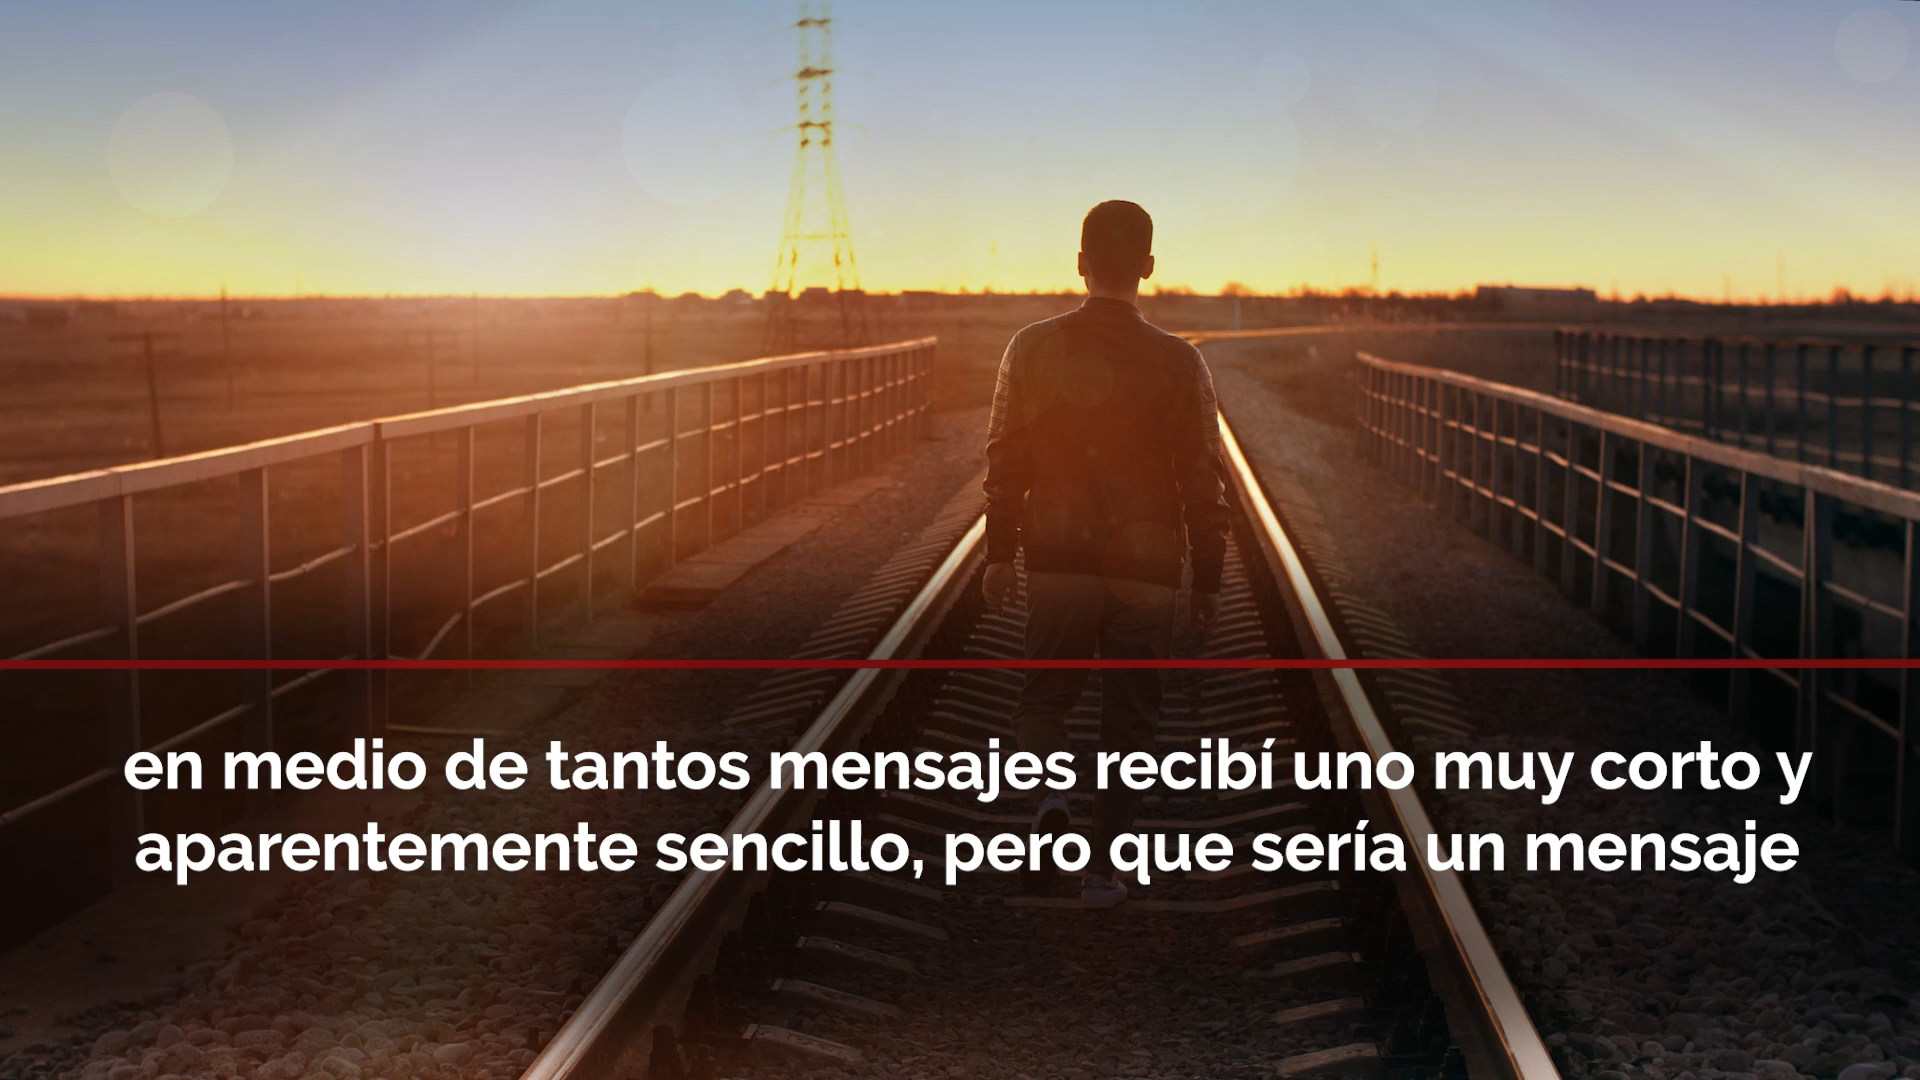 en medio de tantos mensajes recibí uno muy corto y
aparentemente sencillo, pero que sería un mensaje